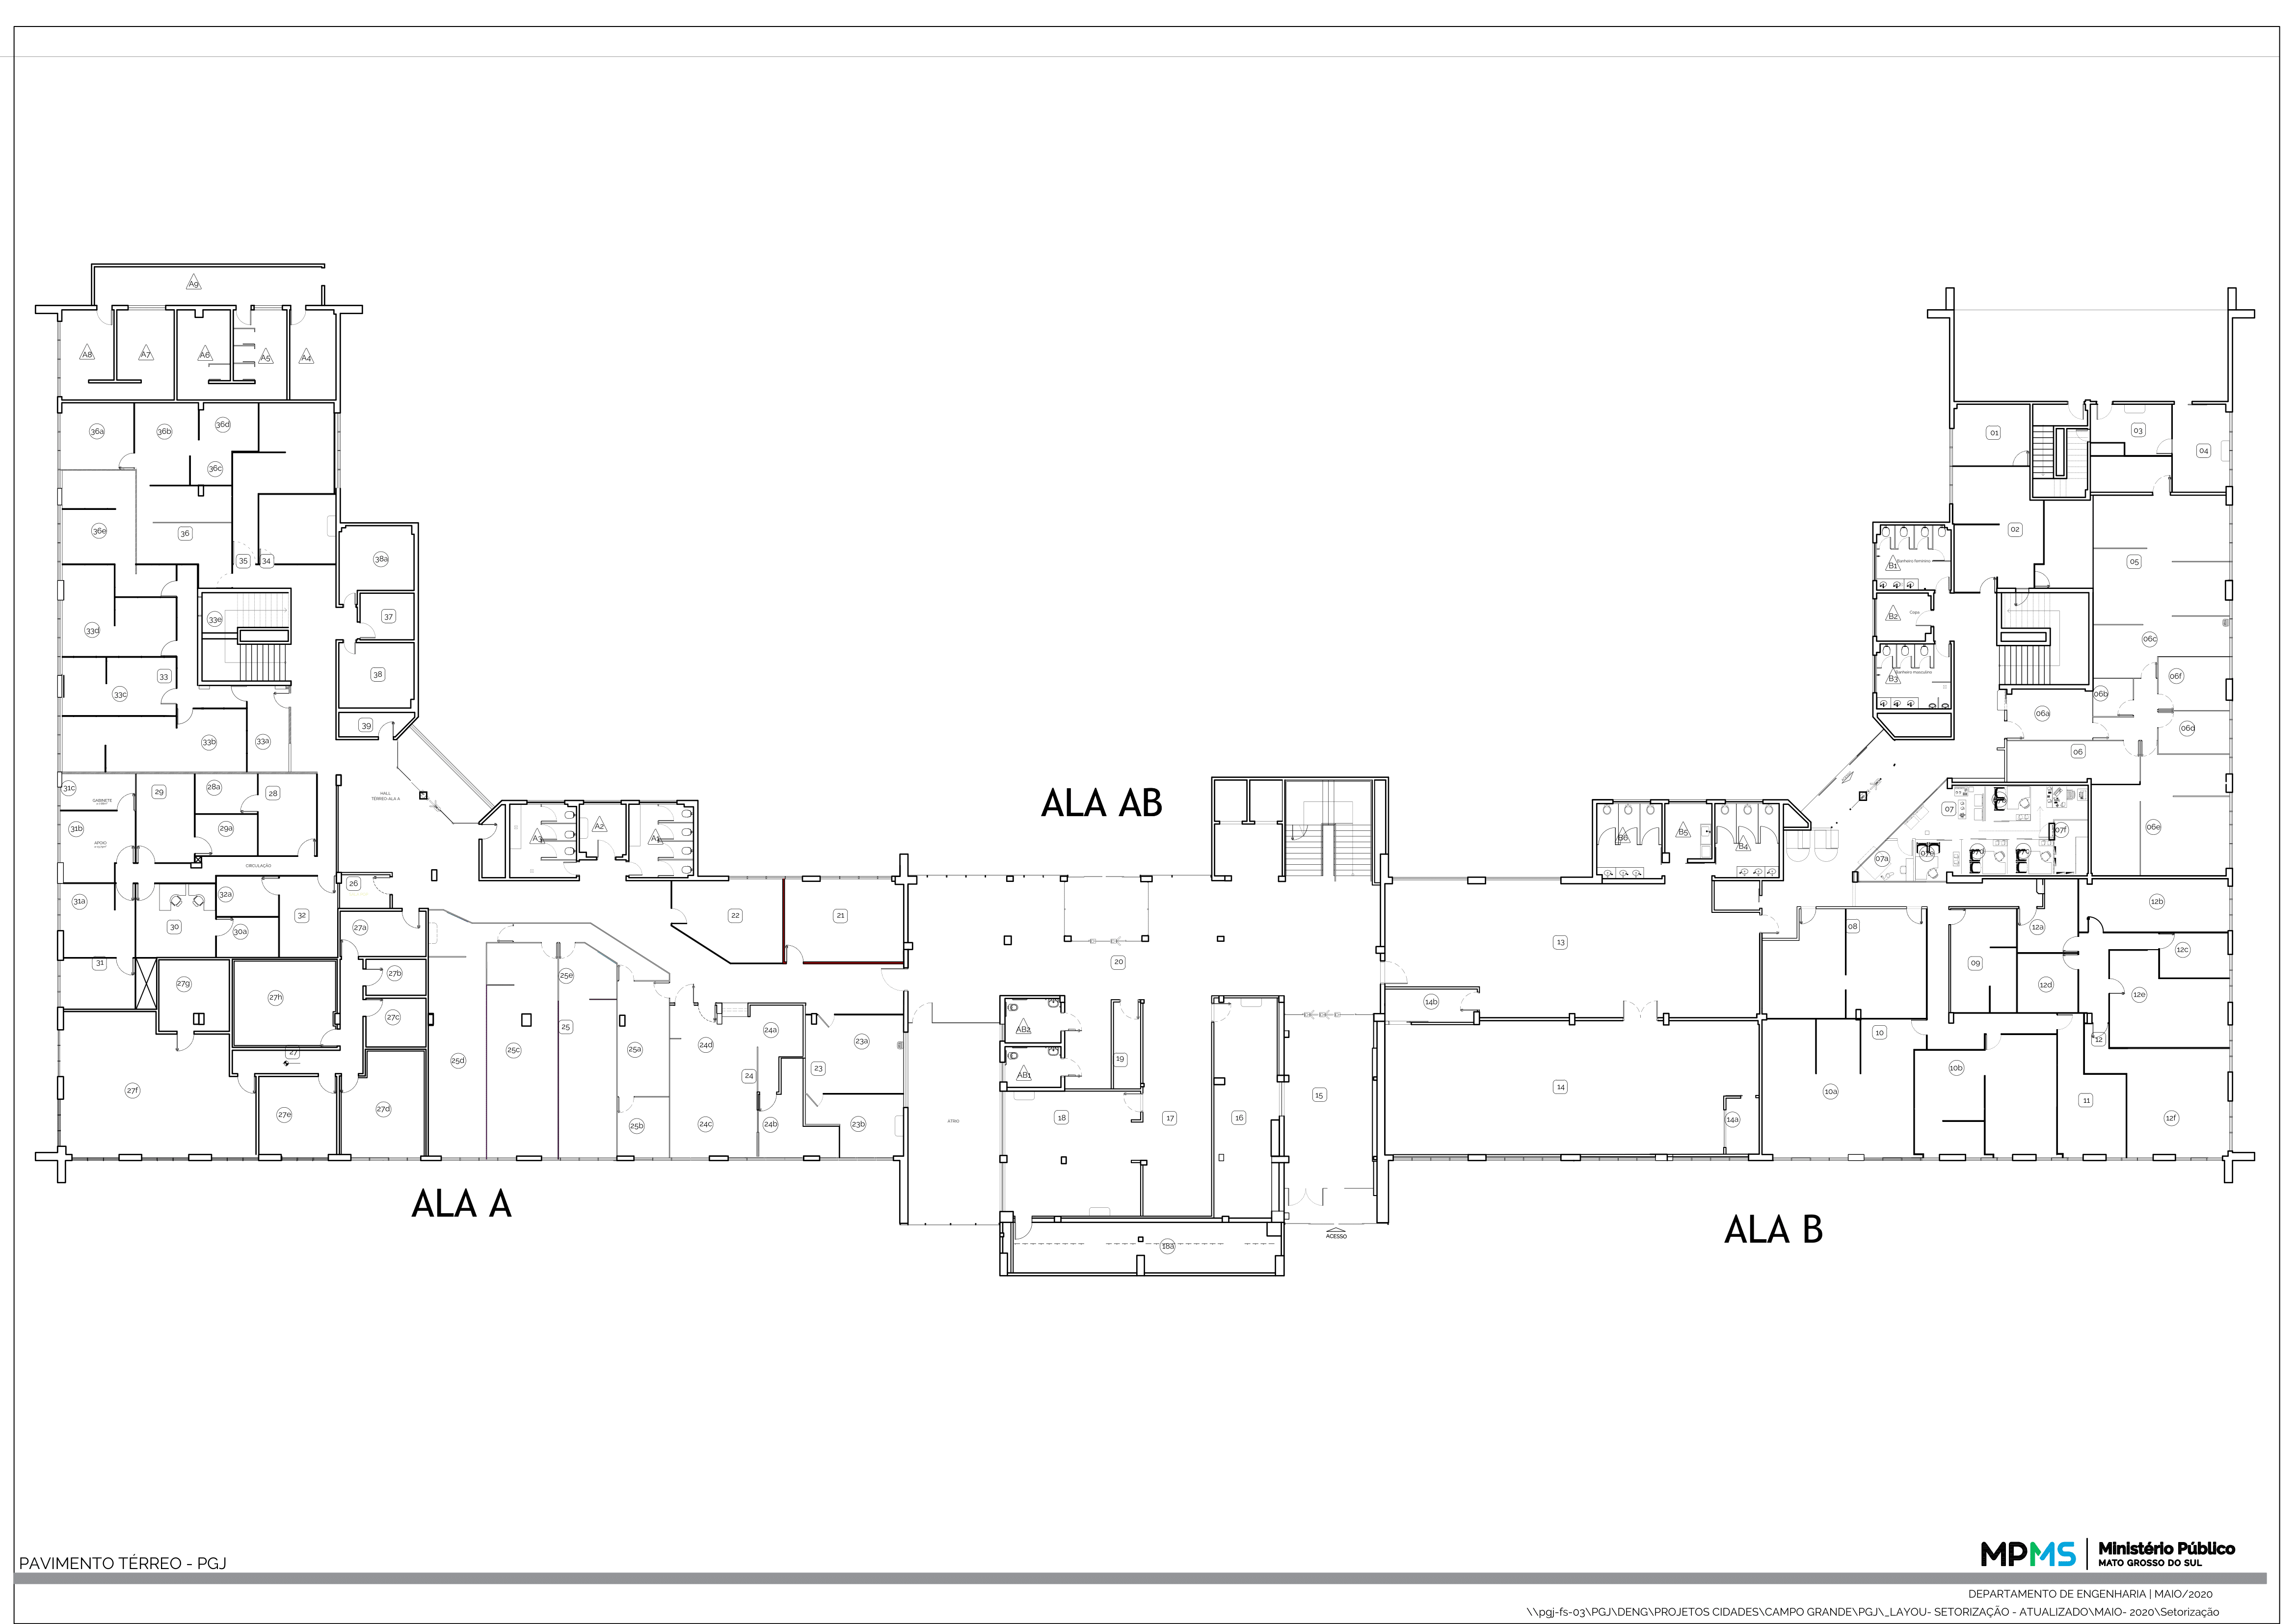 A9
A8
A7
A6
A5
A4
36a
36b
36d
36c
36e
36
35
34
38a
33e
37
33d
33
33c
38
39
33b
33a
31c
GABINETE
29
28a
28
HALL
TÉRREO-ALA A
31b
29a
APOIO
CIRCULAÇÃO
A3
A2
A1
26
32a
31a
32
30
30a
27a
31
27b
27g
27h
27c
27
27f
27e
27d
22
21
25e
25
25d
25c
25a
25b
24d
24a
24
24c
24b
23a
23
23b
ALA A
ALA AB
20
AB2
AB1
19
ATRIO
18
17
16
15
18a
ACESSO
01
03
04
02
05
B1
Banheiro feminino
B2
Copa
B3
Banheiro masculino
06c
06f
06b
06a
06d
06
07
06e
07f
07a
B6
B5
B4
13
14b
14
14a
08
12a
12b
09
12c
12d
12e
10
12
10b
10a
11
12f
ALA B
PAVIMENTO TÉRREO - PGJ
MPMS
Ministério Público
MATO GROSSO DO SUL
DEPARTAMENTO DE ENGENHARIA | MAIO/2020
\\pgj-fs-03\PGJ\DENG\PROJETOS CIDADES\CAMPO GRANDE\PGJ\_LAYOU- SETORIZAÇÃO - ATUALIZADO\MAIO- 2020\Setorização